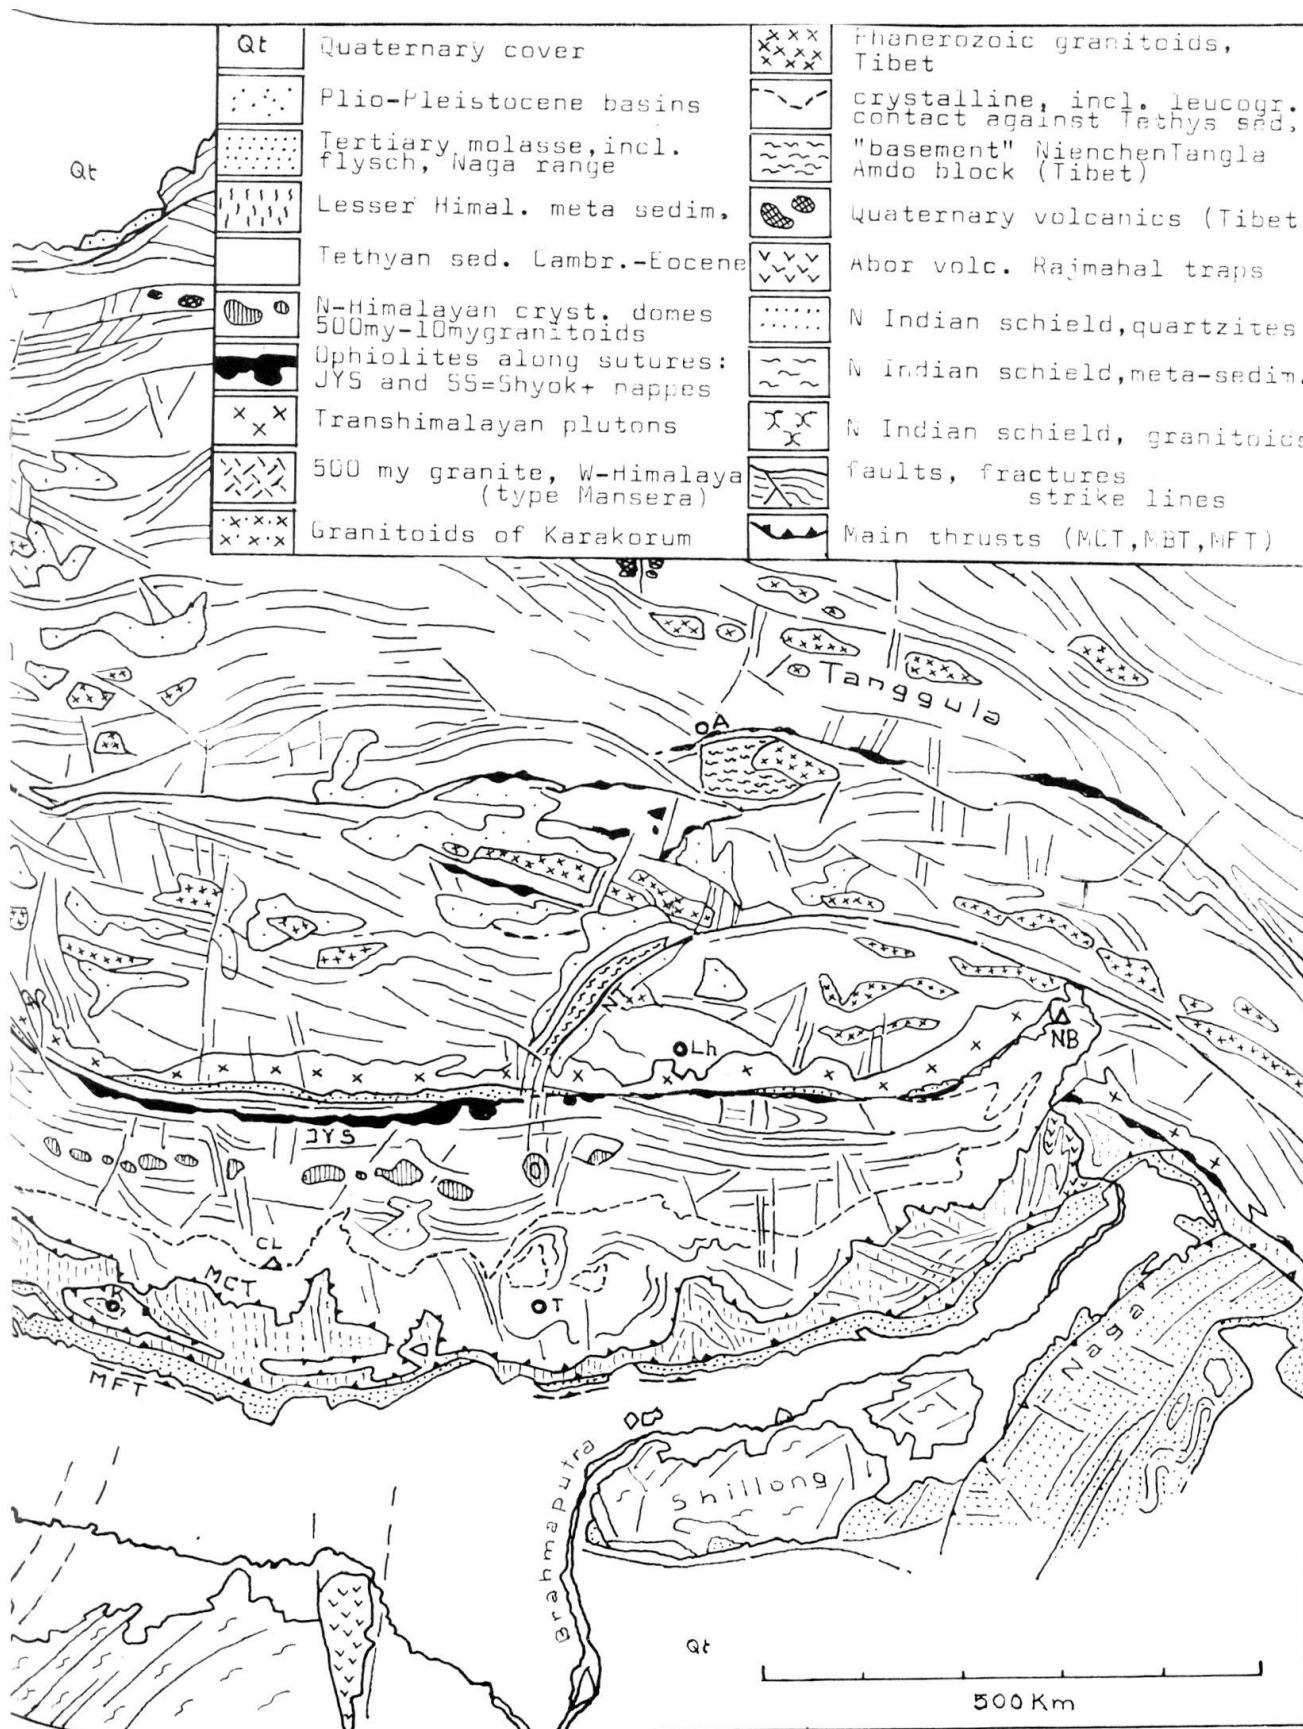 Qt Quaternary cover
Plio-Pleistocene basins
Tertiary molasse, incl.
flysch, Naga range
Lesser Himal. meta sedim.
Tethyan sed. Cambr.-Eocene
N-Himalayan cryst. domes
500my-10mygranitoids
Ophiolites along sutures:
JYS and SS=Shyok+ nappes
Transhimalayan plutons
500 my granite, W-Himalaya
(type Mansera)
Granitoids of Karakorum
Phanerozoic granitoids,
Tibet
crystalline, incl. leucogr.
contact against Tethys sed.
"basement" NienchenTangla
Amdo block (Tibet)
Quaternary volcanics (Tibet
Abor volc. Rajmahal traps
N Indian schield, quartzites
N Indian schield, meta-sedim.
N Indian schield, granitoids
faults, fractures
strike lines
Main thrusts (MCT, MBT, MFT)
Qt
Tanggula
A
NT
Lh
NB
JYS
CL
MCT
K
T
MFT
Naga
Shillong
Brahmaputra
Qt
500 Km